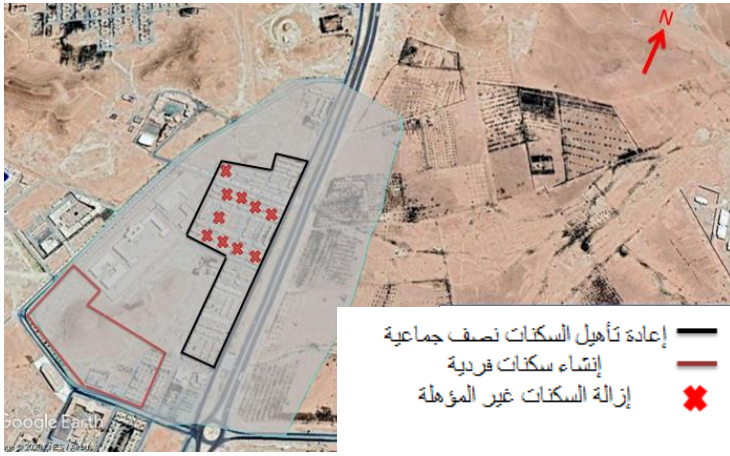 N
إعادة تأهيل السكنات نصف جماعية
إنشاء سكنات فردية
إزالة السكنات غير المؤهلة
Google Earth